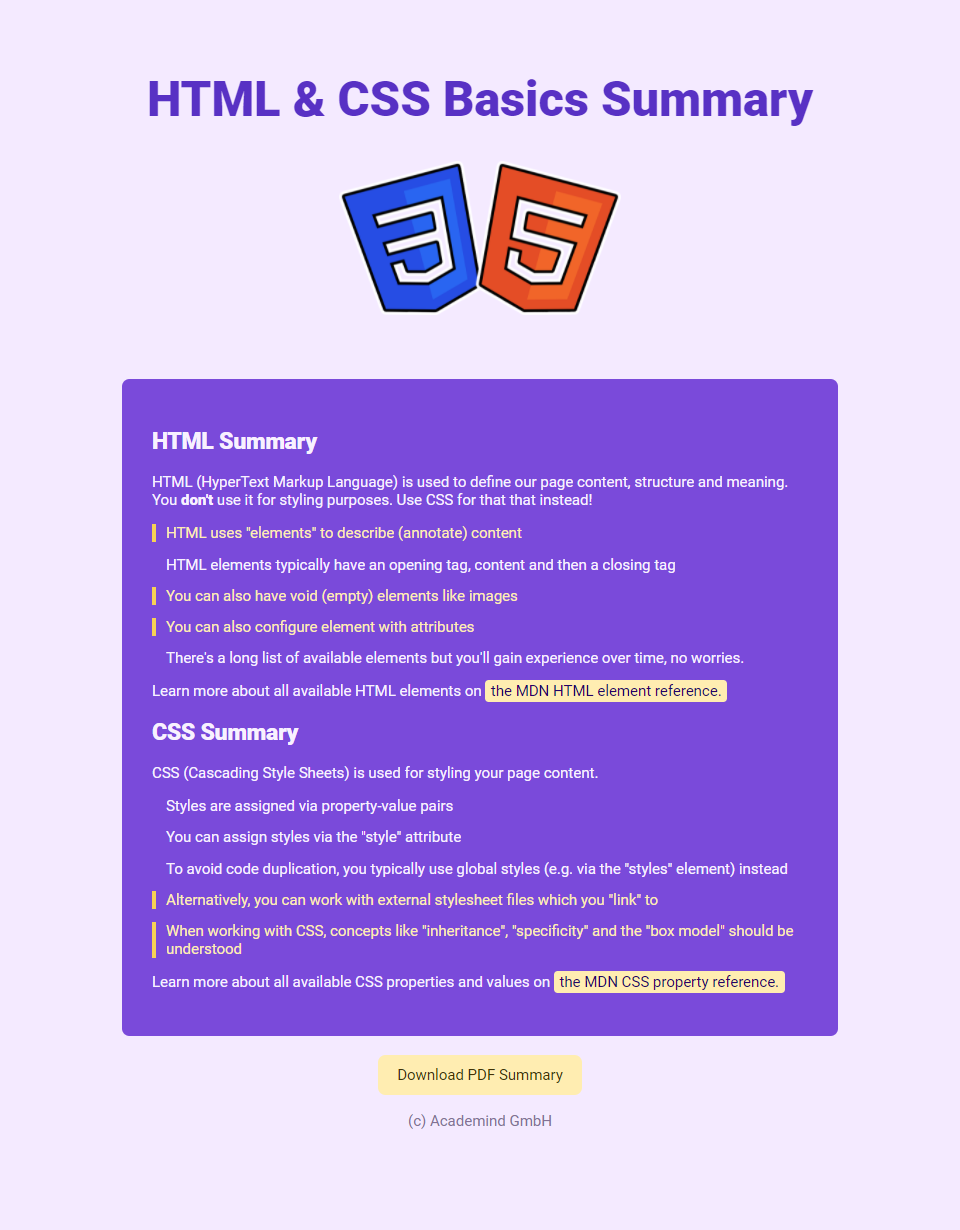 HTML & CSS Basics Summary
HTML Summary
HTML (HyperText Markup Language) is used to define our page content, structure and meaning.
You don't use it for styling purposes. Use CSS for that that instead!
HTML uses "elements" to describe (annotate) content
HTML elements typically have an opening tag, content and then a closing tag
You can also have void (empty) elements like images
You can also configure element with attributes
There's a long list of available elements but you'll gain experience over time, no worries.
Learn more about all available HTML elements on the MDN HTML element reference.
CSS Summary
CSS (Cascading Style Sheets) is used for styling your page content.
Styles are assigned via property-value pairs
You can assign styles via the "style" attribute
To avoid code duplication, you typically use global styles (e.g. via the "styles" element) instead
Alternatively, you can work with external stylesheet files which you "link" to
When working with CSS, concepts like "inheritance", "specificity" and the "box model" should be
understood
Learn more about all available CSS properties and values on the MDN CSS property reference.
Download PDF Summary
(c) Academind GmbH